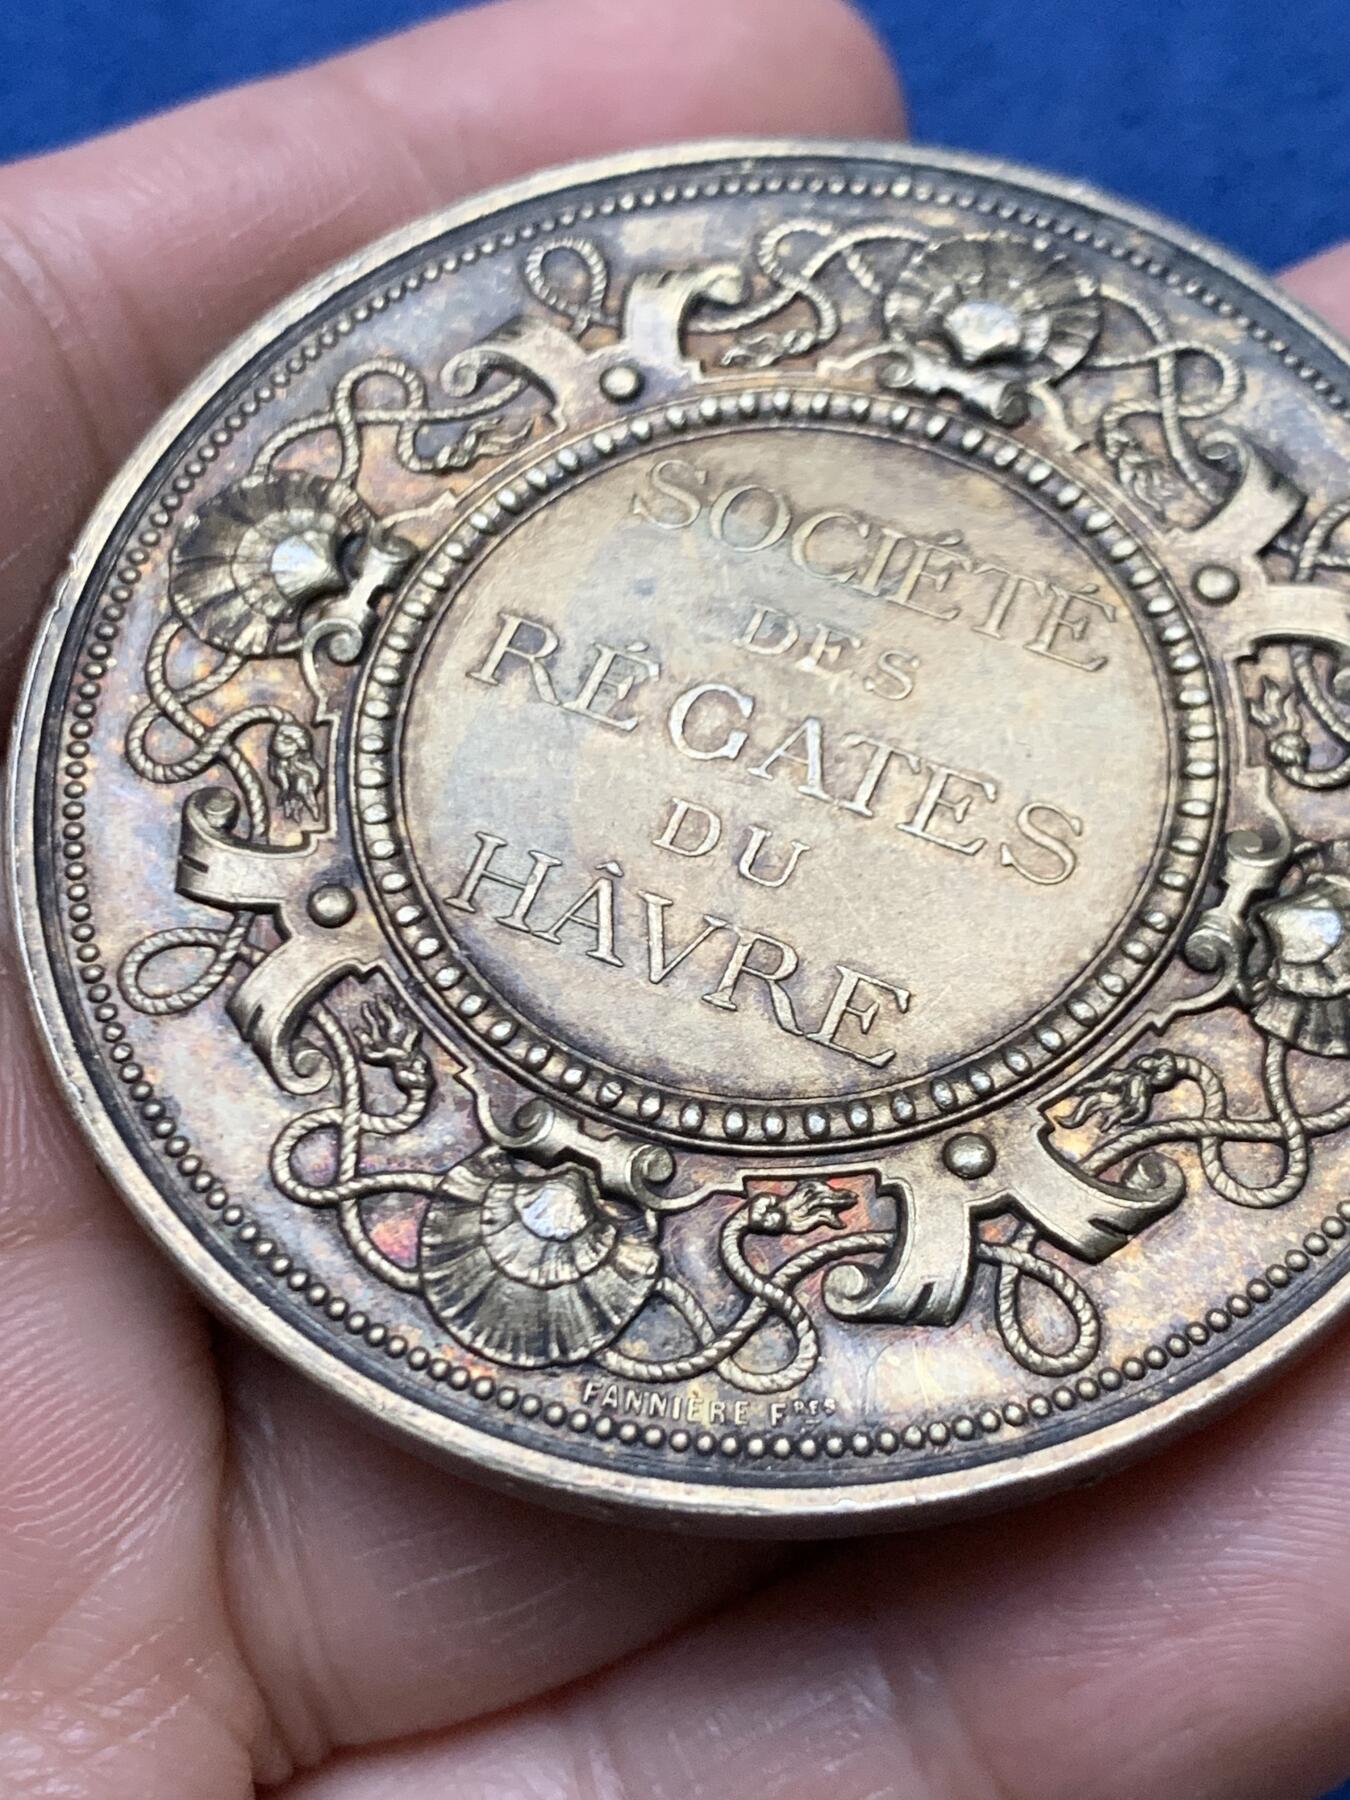 SOCIÉTÉ
DES
RÉGATES
DU
HÂVRE
FANNIÈRE FRES